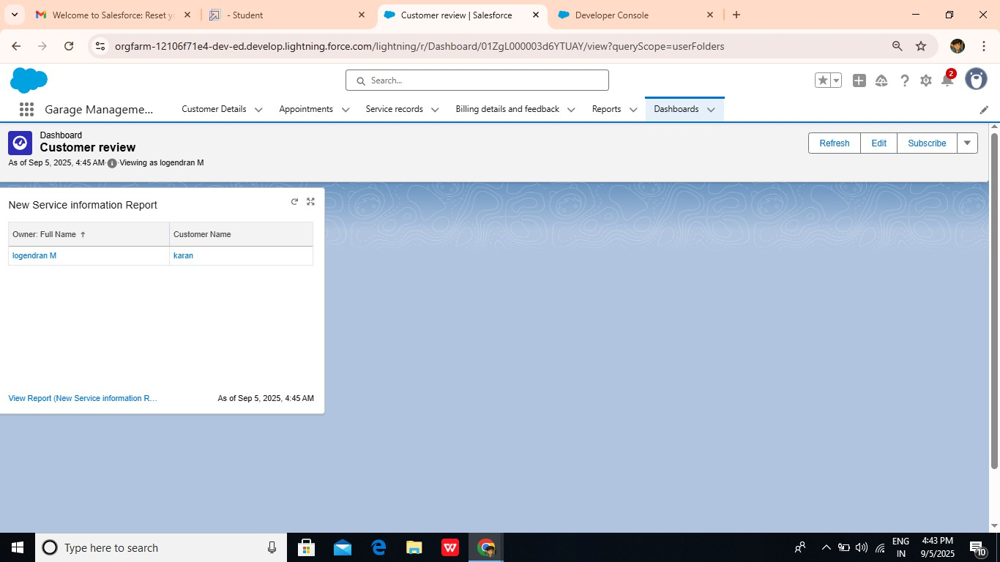 Welcome to Salesforce: Reset y
- Student
Customer review | Salesforce
Developer Console
orgfarm-12106f71e4-dev-ed.develop.lightning.force.com/lightning/r/Dashboard/01ZgL000003d6YTUAY/view?queryScope=userFolders
Search...
2
Garage Manageme...
Customer Details
Appointments
Service records
Billing details and feedback
Reports
Dashboards
Dashboard
Customer review
As of Sep 5, 2025, 4:45 AM·Viewing as logendran M
Refresh
Edit
Subscribe
New Service information Report
Owner: Full Name ↑
Customer Name
logendran M
karan
View Report (New Service information R...
As of Sep 5, 2025, 4:45 AM
Type here to search
ENG
IN
4:43 PM
9/5/2025
10